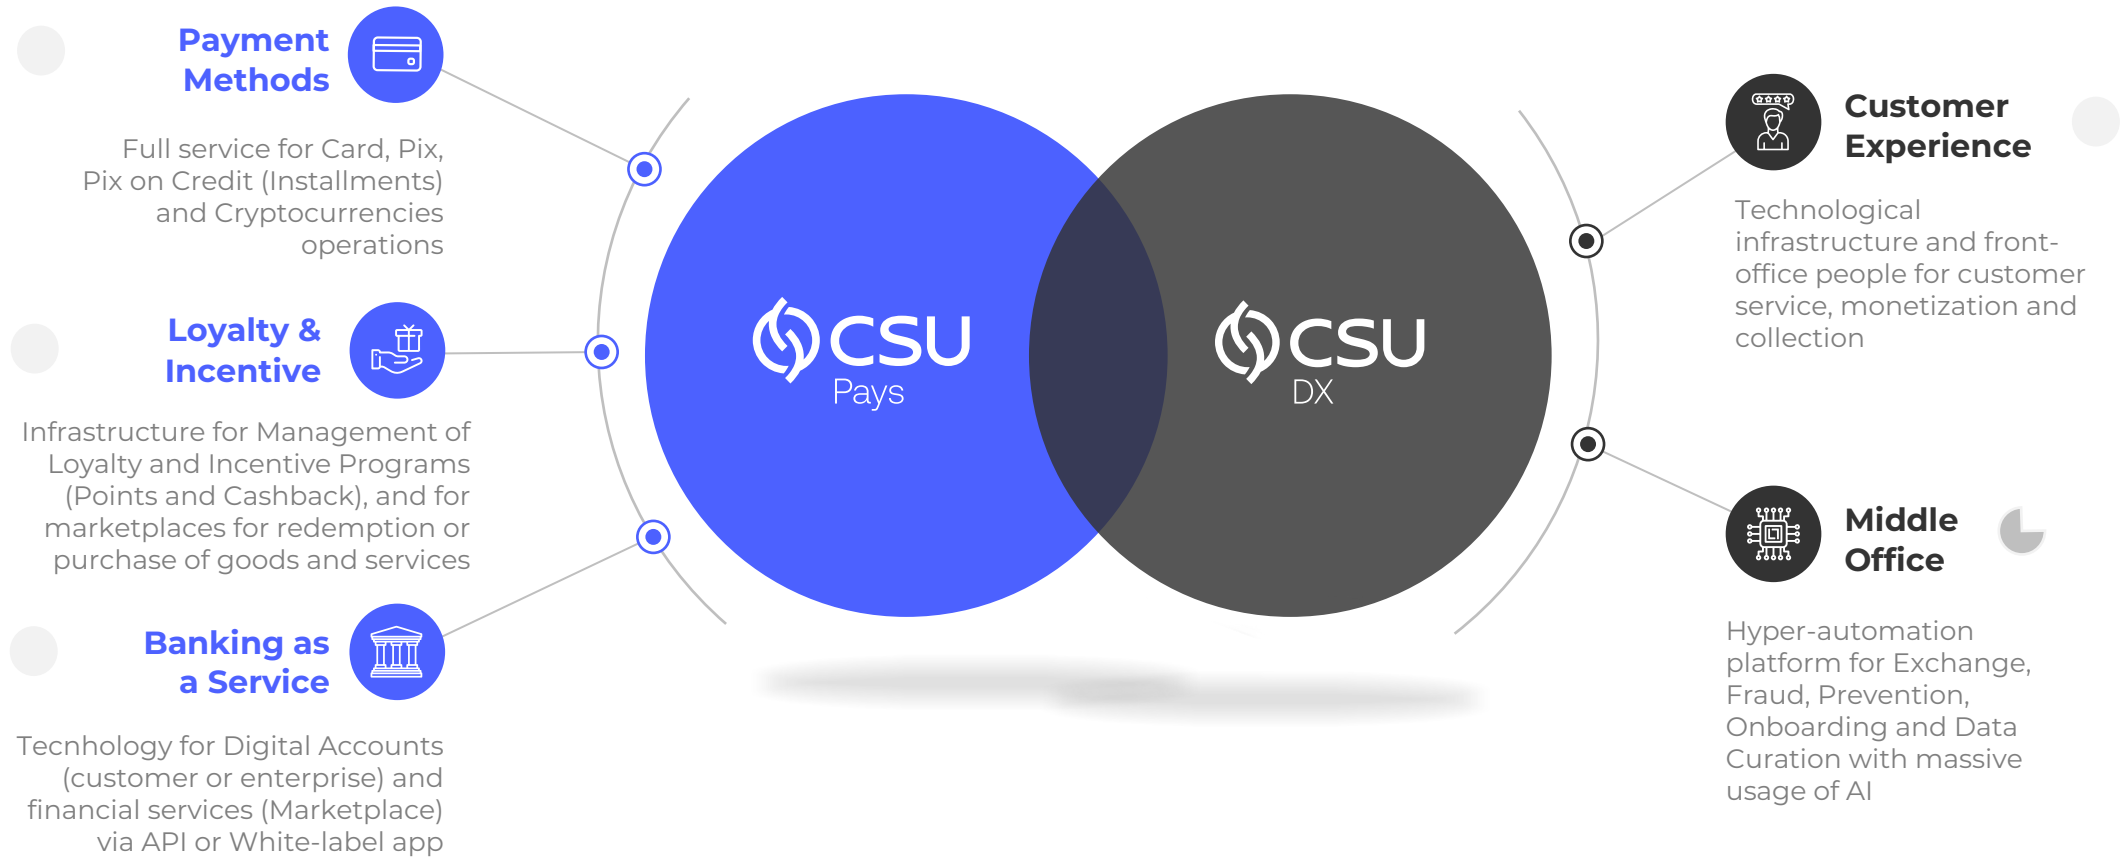 Payment
Methods
Full service for Card, Pix,
Pix on Credit (Installments)
and Cryptocurrencies
operations
Loyalty &
Incentive
Infrastructure for Management of
Loyalty and Incentive Programs
(Points and Cashback), and for
marketplaces for redemption or
purchase of goods and services
Banking as
a Service
Tecnhology for Digital Accounts
(customer or enterprise) and
financial services (Marketplace)
via API or White-label app
CSU
Pays
CSU
DX
Customer
Experience
Technological
infrastructure and front-
office people for customer
service, monetization and
collection
Middle
Office
Hyper-automation
platform for Exchange,
Fraud, Prevention,
Onboarding and Data
Curation with massive
usage of AI